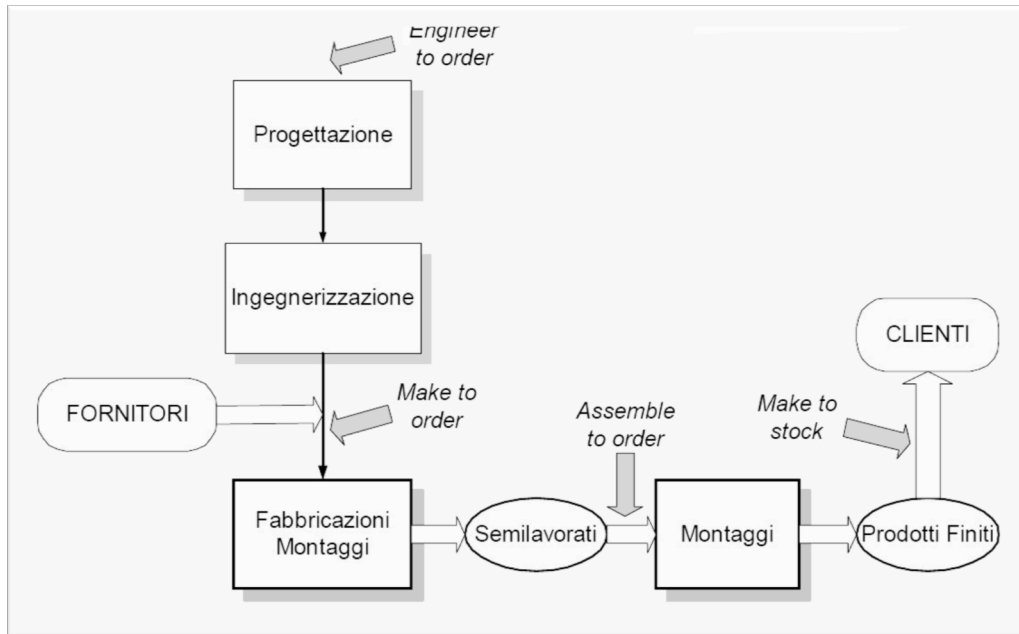 Engineer
to order
Progettazione
Ingegnerizzazione
CLIENTI
FORNITORI
Make to
order
Assemble
to order
Make to
stock
Fabbricazioni
Montaggi
Semilavorati
Montaggi
Prodotti Finiti